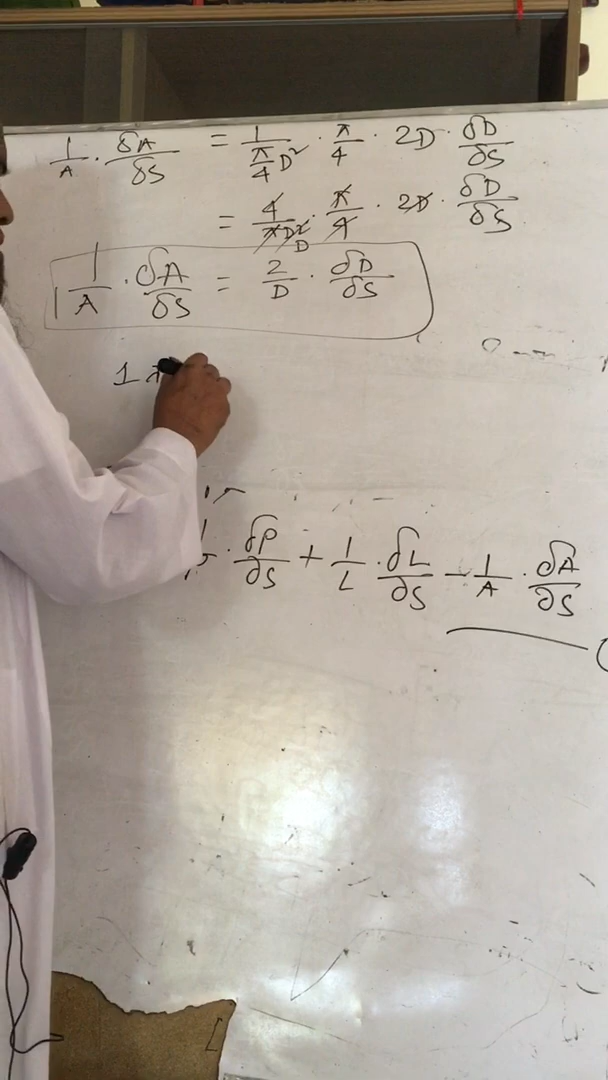 1/A · δA/δS = 1/(π/4 D²) · π/4 · 2D · δD/δS
= 4/πD² · π/4 · 2D · δD/δS
D
1/A · δA/δS = 2/D · δD/δS
1
· δρ/δS + 1/L · δL/δS − 1/A · δA/δS